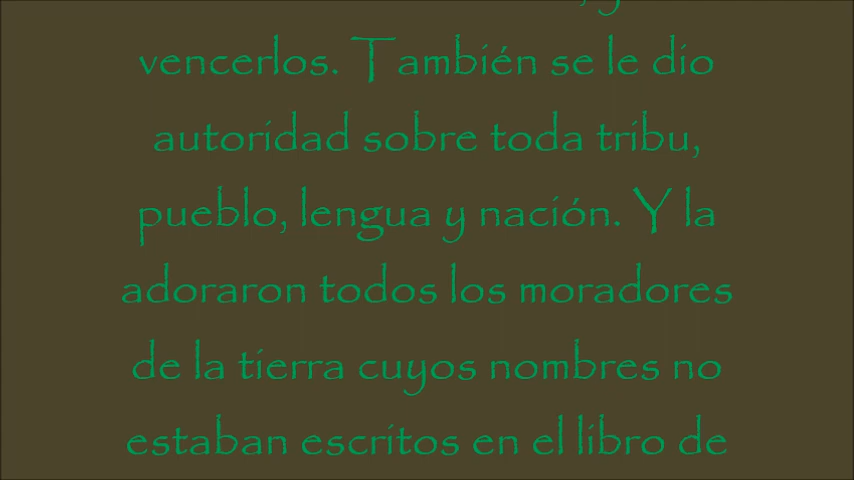 vencerlos. También se le dio
autoridad sobre toda tribu,
pueblo, lengua y nación. Y la
adoraron todos los moradores
de la tierra cuyos nombres no
estaban escritos en el libro de